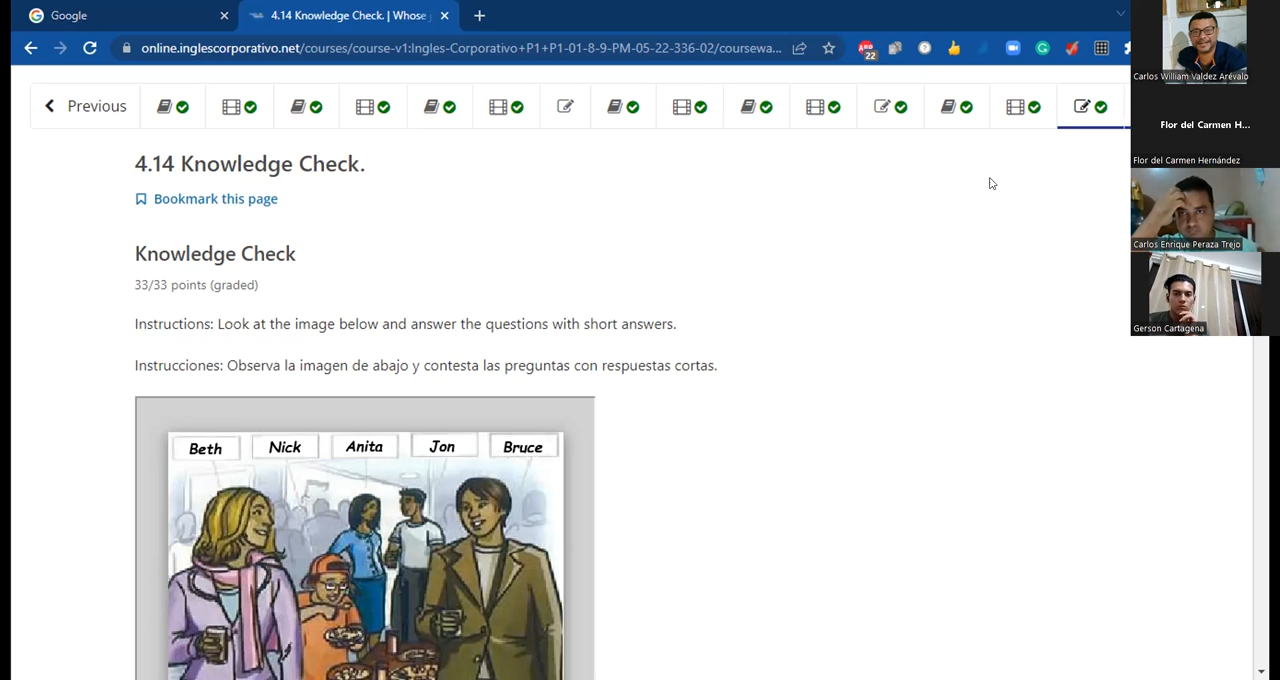 Google
4.14 Knowledge Check. | Whose
online.inglescorporativo.net/courses/course-v1:Ingles-Corporativo+P1+P1-01-8-9-PM-05-22-336-02/coursewa...
22
Previous
4.14 Knowledge Check.
Bookmark this page
Knowledge Check
33/33 points (graded)
Instructions: Look at the image below and answer the questions with short answers.
Instrucciones: Observa la imagen de abajo y contesta las preguntas con respuestas cortas.
Beth Nick Anita Jon Bruce
Carlos William Valdez Arévalo
Flor del Carmen H...
Flor del Carmen Hernández
Carlos Enrique Peraza Trejo
Gerson Cartagena